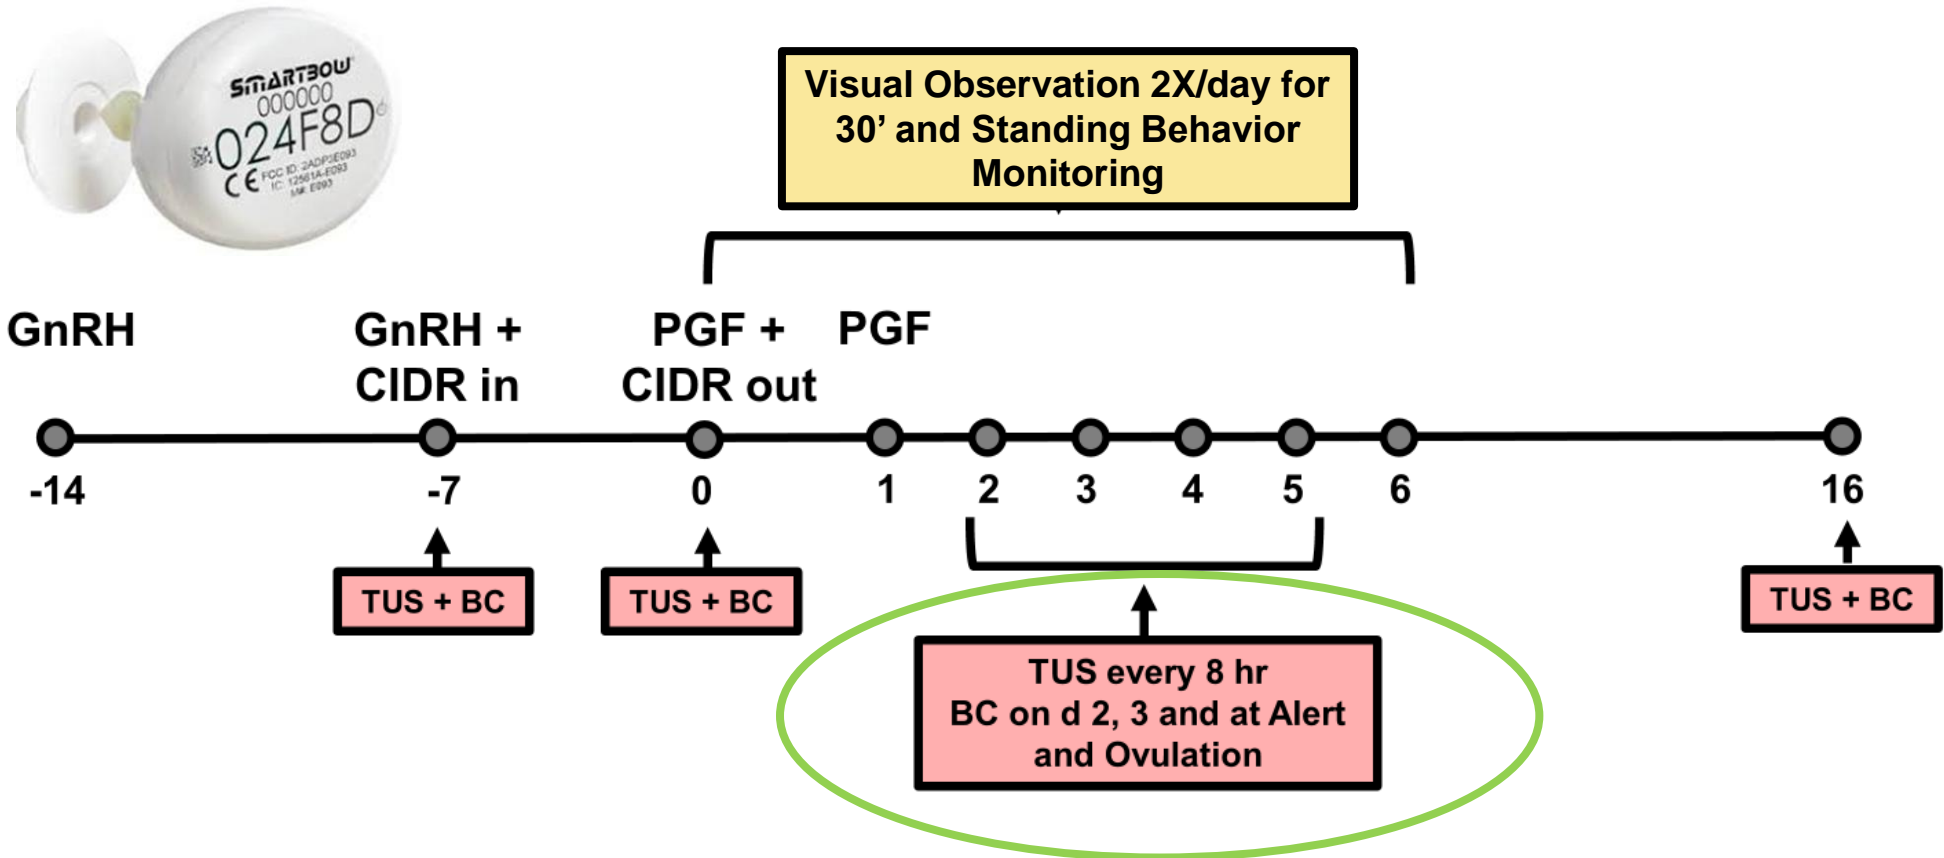 SMARTBOW
000000
024F8D
FCC ID: 2ADP3E093
IC: 12561A-E093
M#: E093
Visual Observation 2X/day for
30’ and Standing Behavior
Monitoring
GnRH
GnRH +
CIDR in
PGF +
CIDR out
PGF
-14
-7
0
1
2
3
4
5
6
16
TUS + BC
TUS + BC
TUS every 8 hr
BC on d 2, 3 and at Alert
and Ovulation
TUS + BC